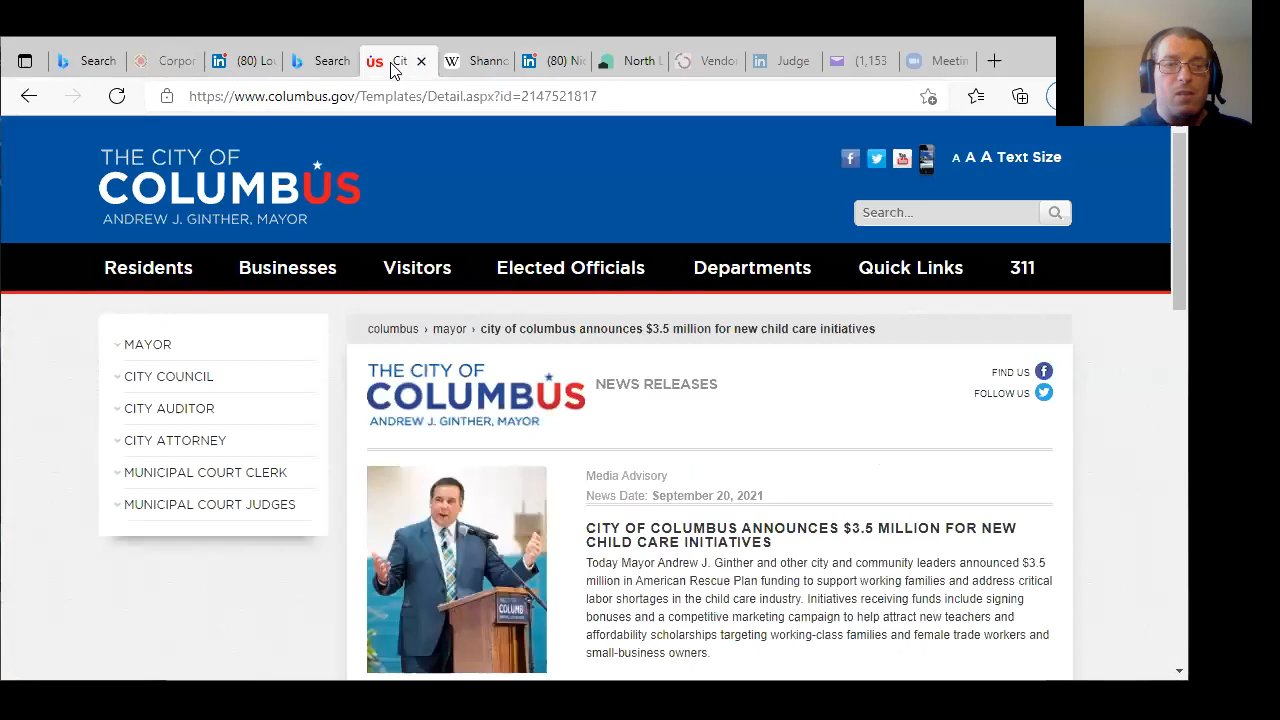 Search
Corpor
(80) Lo
Search
Cit
Shanno
(80) Ni
North L
Vendor
Judge
(1,153
Meetin
https://www.columbus.gov/Templates/Detail.aspx?id=2147521817
THE CITY OF
COLUMBUS
ANDREW J. GINTHER, MAYOR
A A A Text Size
Search...
Residents
Businesses
Visitors
Elected Officials
Departments
Quick Links
311
MAYOR
CITY COUNCIL
CITY AUDITOR
CITY ATTORNEY
MUNICIPAL COURT CLERK
MUNICIPAL COURT JUDGES
columbus › mayor › city of columbus announces $3.5 million for new child care initiatives
THE CITY OF
COLUMBUS
ANDREW J. GINTHER, MAYOR
NEWS RELEASES
FIND US
FOLLOW US
COLUMB
Media Advisory
News Date: September 20, 2021
CITY OF COLUMBUS ANNOUNCES $3.5 MILLION FOR NEW
CHILD CARE INITIATIVES
Today Mayor Andrew J. Ginther and other city and community leaders announced $3.5
million in American Rescue Plan funding to support working families and address critical
labor shortages in the child care industry. Initiatives receiving funds include signing
bonuses and a competitive marketing campaign to help attract new teachers and
affordability scholarships targeting working-class families and female trade workers and
small-business owners.